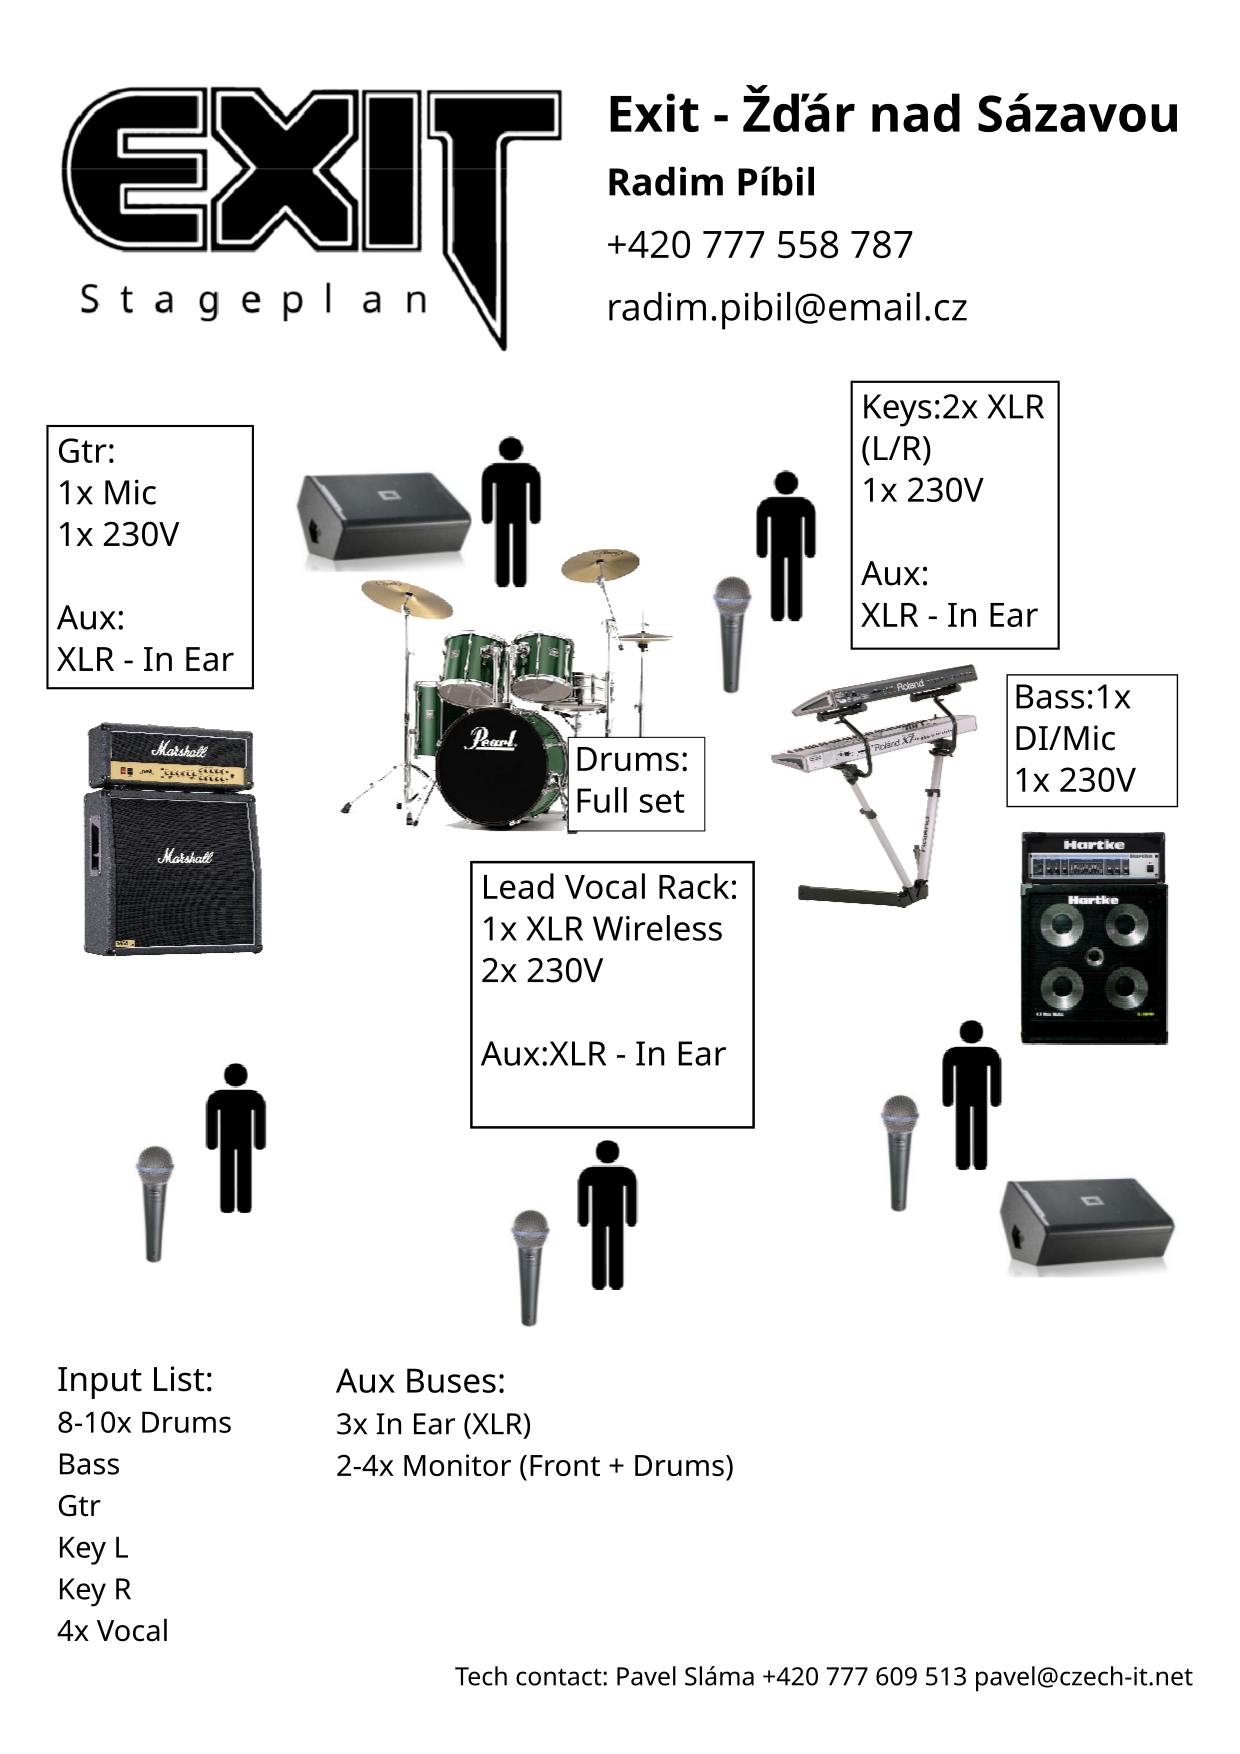 EXIT
Stageplan
Exit - Žďár nad Sázavou
Radim Píbil
+420 777 558 787
radim.pibil@email.cz
Gtr:
1x Mic
1x 230V
Aux:
XLR - In Ear
Keys:2x XLR
(L/R)
1x 230V
Aux:
XLR - In Ear
Bass:1x
DI/Mic
1x 230V
Marshall
Marshall
Pearl
Drums:
Full set
Roland
Roland X7
Hartke
Hartke
Lead Vocal Rack:
1x XLR Wireless
2x 230V
Aux:XLR - In Ear
Input List:
8-10x Drums
Bass
Gtr
Key L
Key R
4x Vocal
Aux Buses:
3x In Ear (XLR)
2-4x Monitor (Front + Drums)
Tech contact: Pavel Sláma +420 777 609 513 pavel@czech-it.net